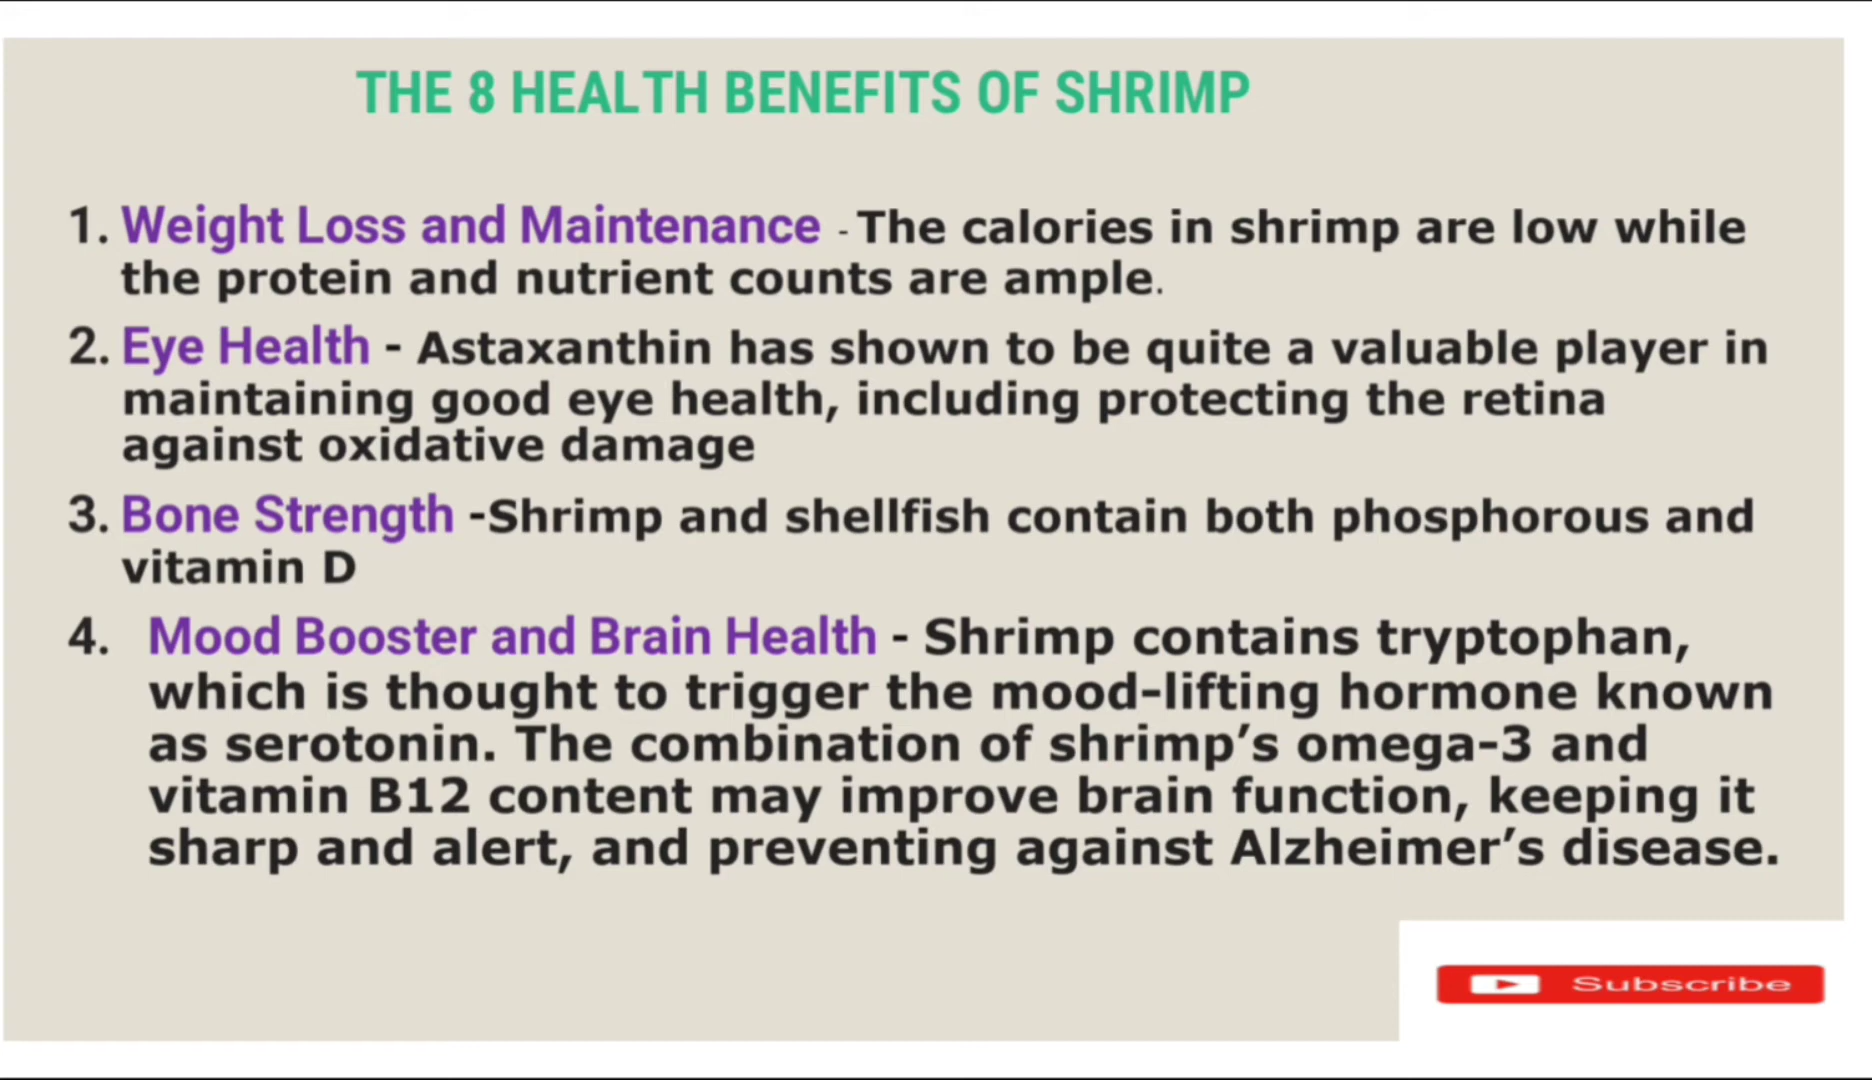 THE 8 HEALTH BENEFITS OF SHRIMP
1. Weight Loss and Maintenance - The calories in shrimp are low while
the protein and nutrient counts are ample.
2. Eye Health - Astaxanthin has shown to be quite a valuable player in
maintaining good eye health, including protecting the retina
against oxidative damage
3. Bone Strength -Shrimp and shellfish contain both phosphorous and
vitamin D
4. Mood Booster and Brain Health - Shrimp contains tryptophan,
which is thought to trigger the mood-lifting hormone known
as serotonin. The combination of shrimp’s omega-3 and
vitamin B12 content may improve brain function, keeping it
sharp and alert, and preventing against Alzheimer’s disease.
Subscribe